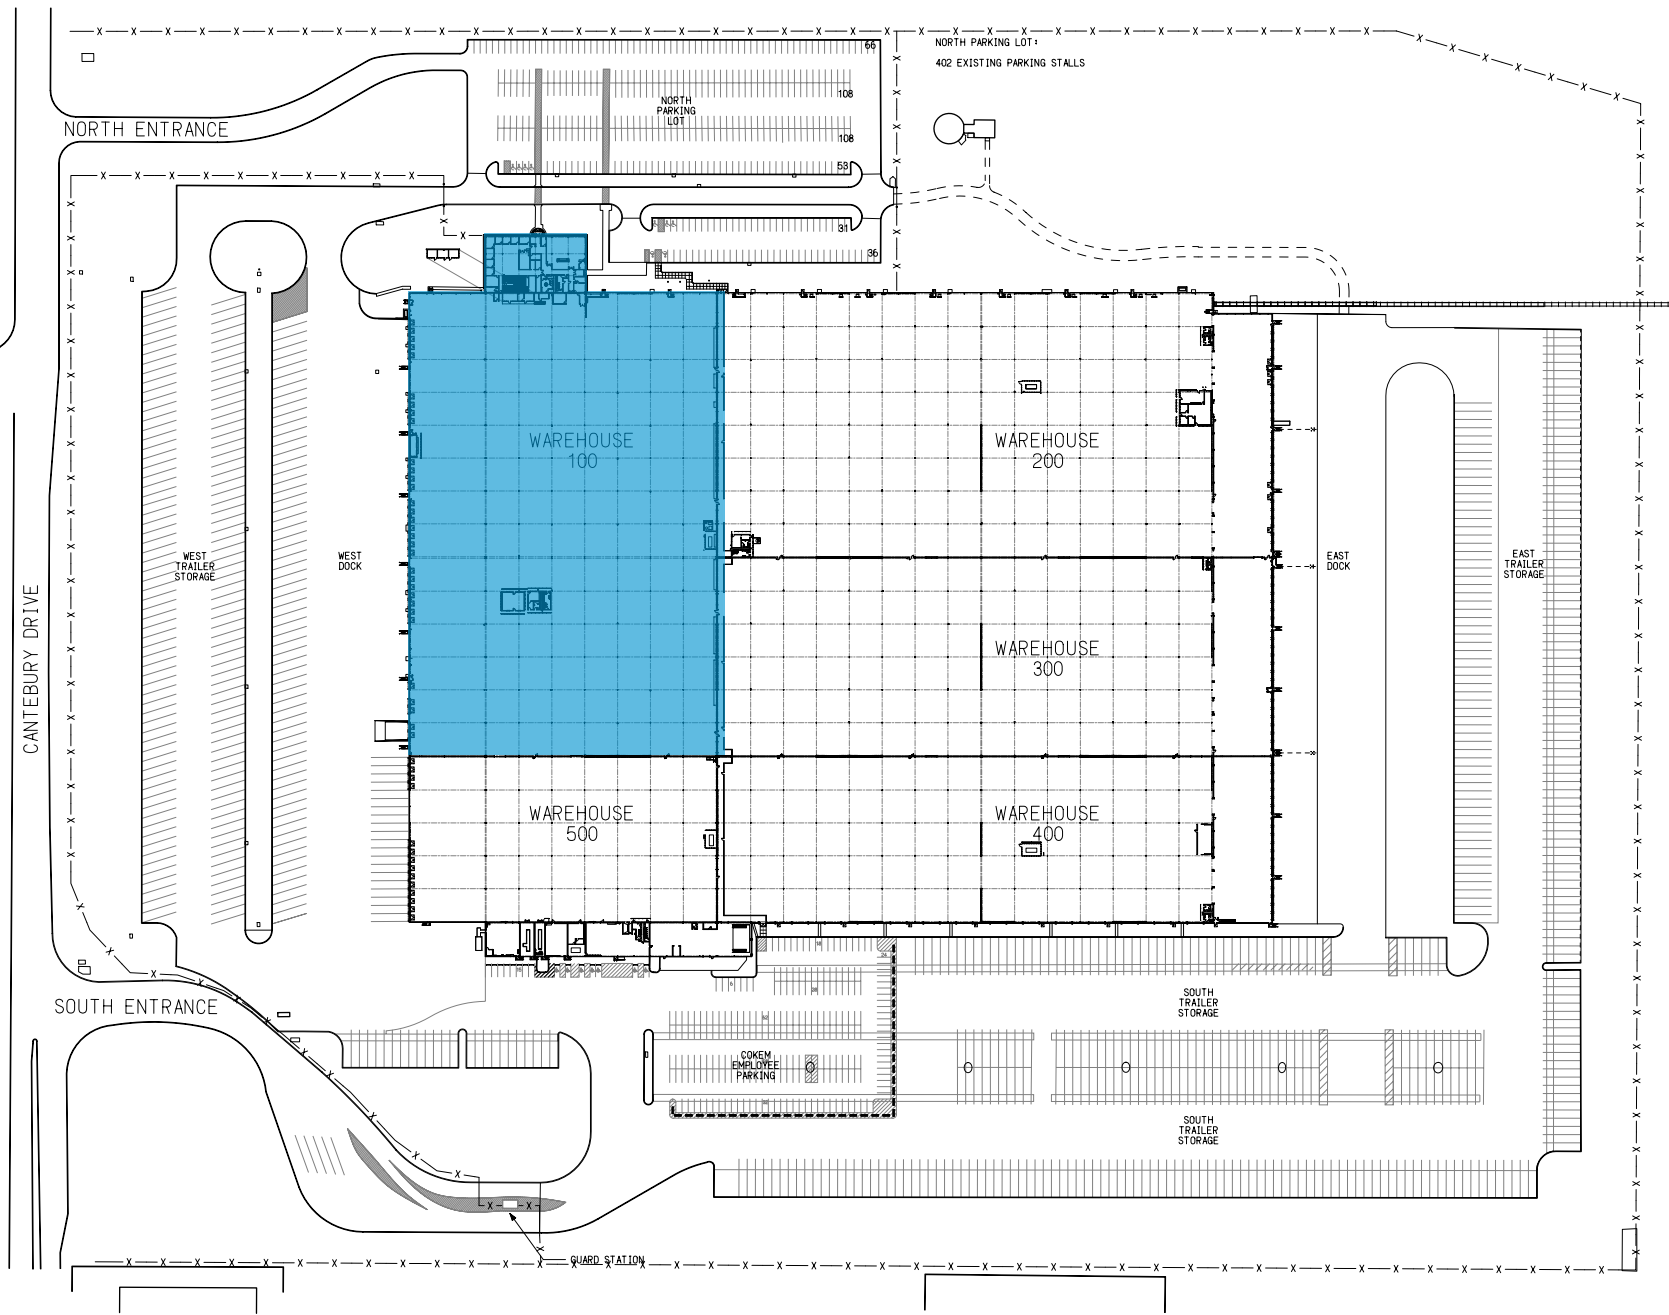 66
NORTH PARKING LOT:
402 EXISTING PARKING STALLS
108
NORTH
PARKING
LOT
NORTH ENTRANCE
108
53
31
36
WAREHOUSE
100
WAREHOUSE
200
WEST
TRAILER
STORAGE
WEST
DOCK
EAST
DOCK
EAST
TRAILER
STORAGE
CANTEBURY DRIVE
WAREHOUSE
300
WAREHOUSE
500
WAREHOUSE
400
SOUTH ENTRANCE
SOUTH
TRAILER
STORAGE
COKEM
EMPLOYEE
PARKING
SOUTH
TRAILER
STORAGE
GUARD STATION